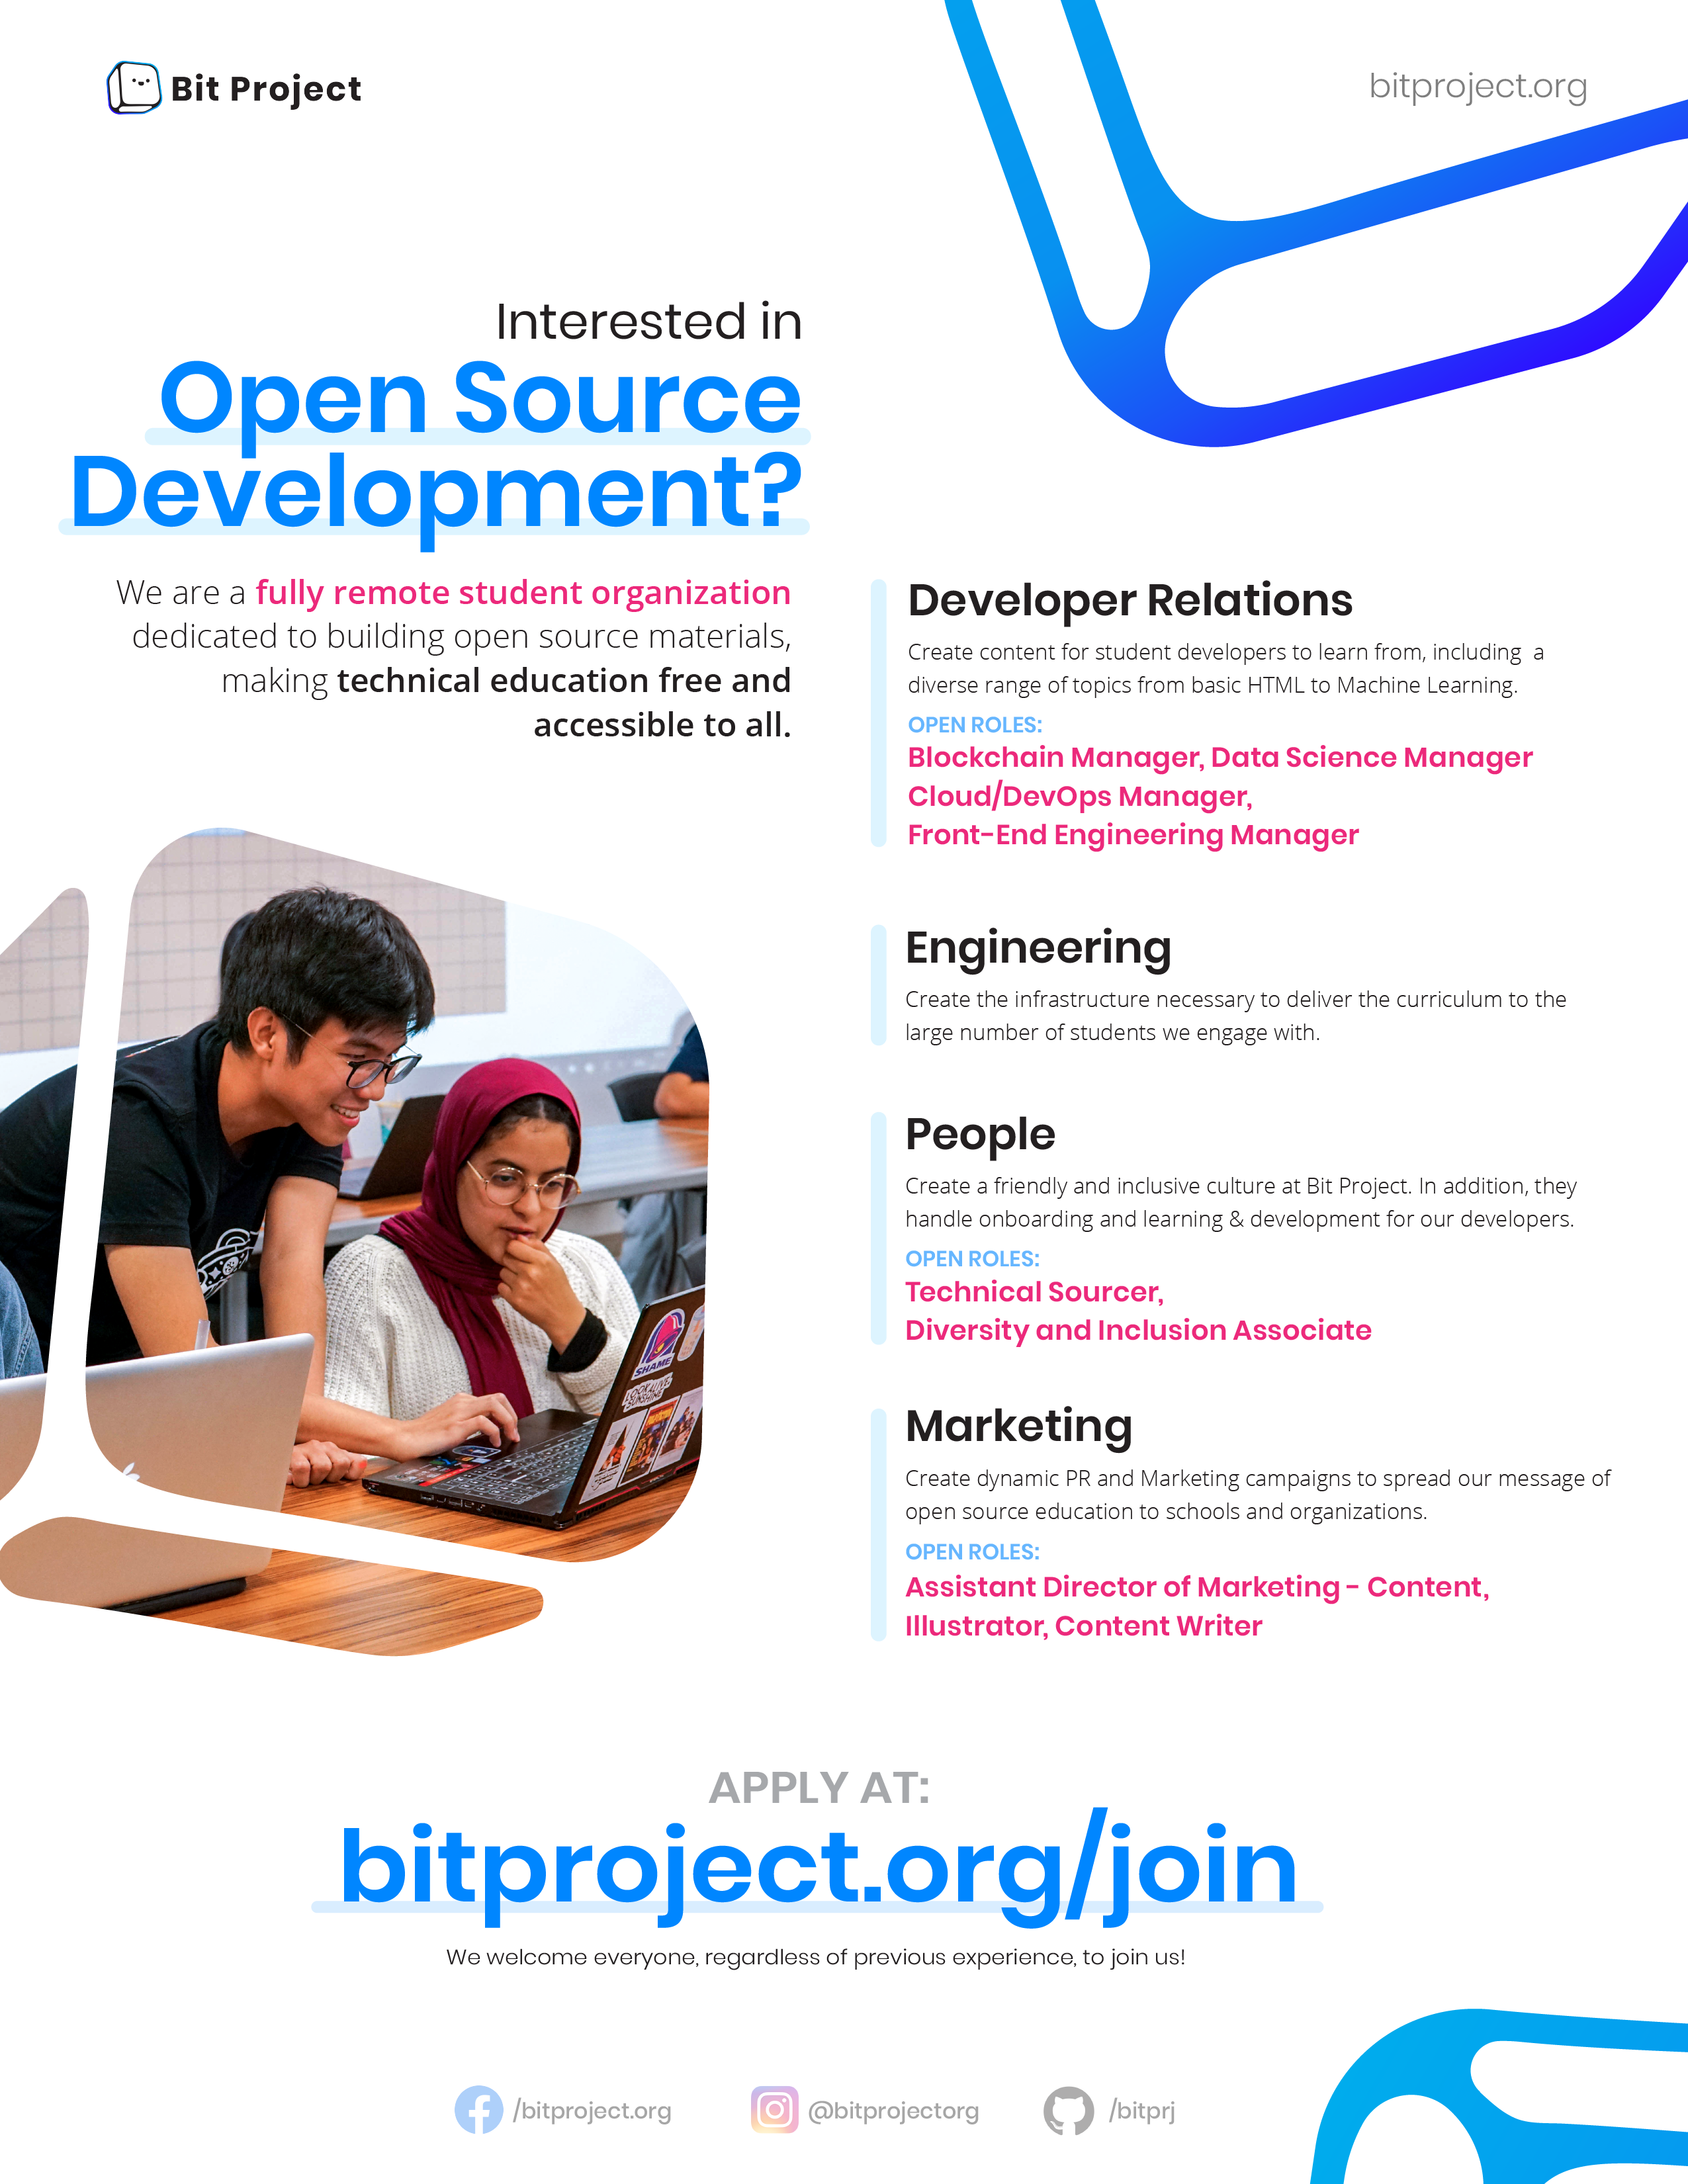 Bit Project
bitproject.org
Interested in
Open Source
Development?
We are a fully remote student organization
dedicated to building open source materials,
making technical education free and
accessible to all.
Developer Relations
Create content for student developers to learn from, including a
diverse range of topics from basic HTML to Machine Learning.
OPEN ROLES:
Blockchain Manager, Data Science Manager
Cloud/DevOps Manager,
Front-End Engineering Manager
Engineering
Create the infrastructure necessary to deliver the curriculum to the
large number of students we engage with.
People
Create a friendly and inclusive culture at Bit Project. In addition, they
handle onboarding and learning & development for our developers.
OPEN ROLES:
Technical Sourcer,
Diversity and Inclusion Associate
Marketing
Create dynamic PR and Marketing campaigns to spread our message of
open source education to schools and organizations.
OPEN ROLES:
Assistant Director of Marketing - Content,
Illustrator, Content Writer
SHAME
LOOK ALIVE,
SUNSHINE
APPLY AT:
bitproject.org/join
We welcome everyone, regardless of previous experience, to join us!
/bitproject.org
@bitprojectorg
/bitprj